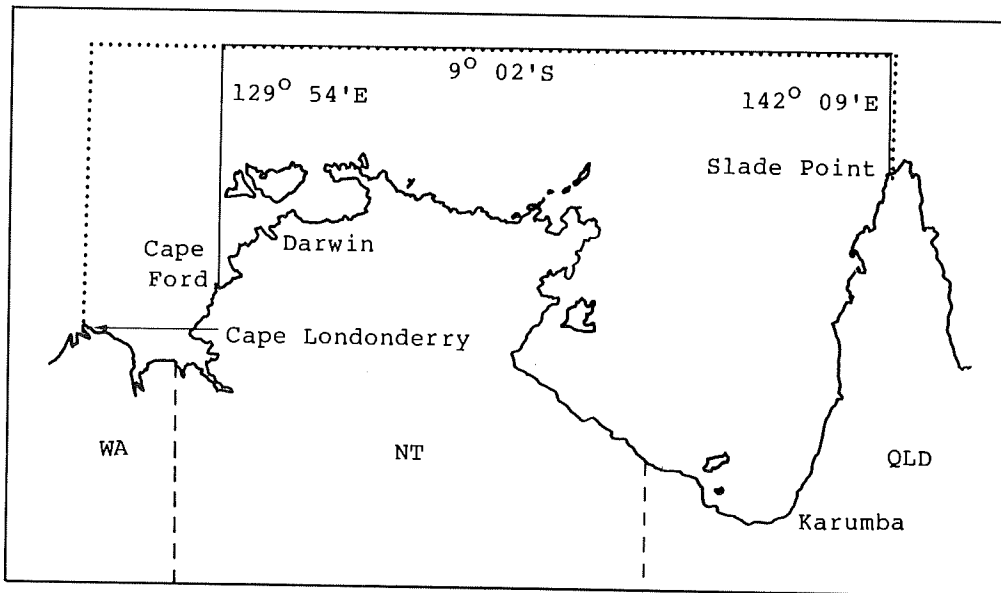 9° 02'S
129° 54'E
142° 09'E
Slade Point
Cape
Ford
Darwin
Cape Londonderry
WA
NT
QLD
Karumba